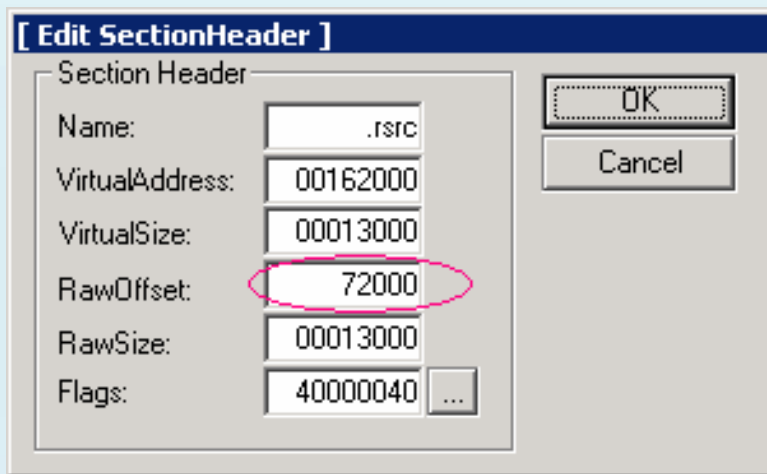 [ Edit SectionHeader ]
Section Header
Name: .rsrc
VirtualAddress: 00162000
VirtualSize: 00013000
RawOffset: 72000
RawSize: 00013000
Flags: 40000040 ...
OK
Cancel